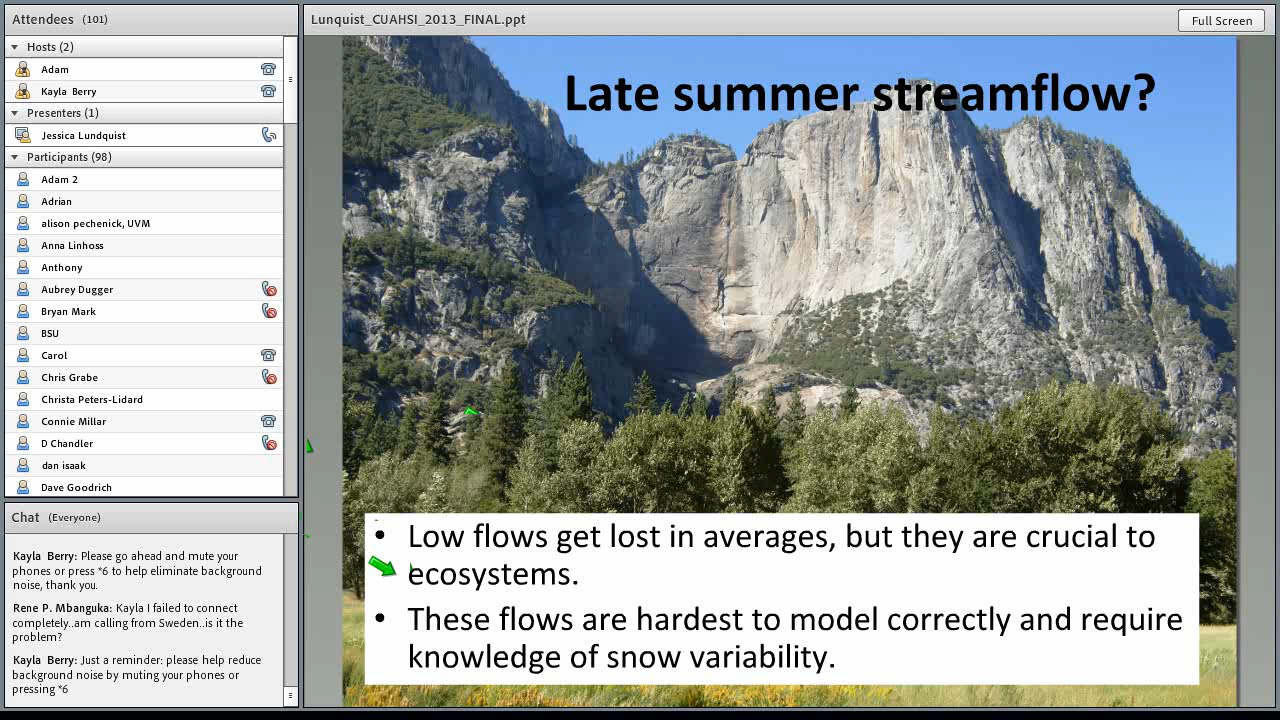 Attendees (101)
Hosts (2)
Adam
Kayla Berry
Presenters (1)
Jessica Lundquist
Participants (98)
Adam 2
Adrian
alison pechenick, UVM
Anna Linhoss
Anthony
Aubrey Dugger
Bryan Mark
BSU
Carol
Chris Grabe
Christa Peters-Lidard
Connie Millar
D Chandler
dan isaak
Dave Goodrich
Chat (Everyone)
Kayla Berry: Please go ahead and mute your
phones or press *6 to help eliminate background
noise, thank you.
Rene P. Mbanguka: Kayla I failed to connect
completely..am calling from Sweden..is it the
problem?
Kayla Berry: Just a reminder: please help reduce
background noise by muting your phones or
pressing *6
Lunquist_CUAHSI_2013_FINAL.ppt
Full Screen
Late summer streamflow?
• Low flows get lost in averages, but they are crucial to
ecosystems.
• These flows are hardest to model correctly and require
knowledge of snow variability.